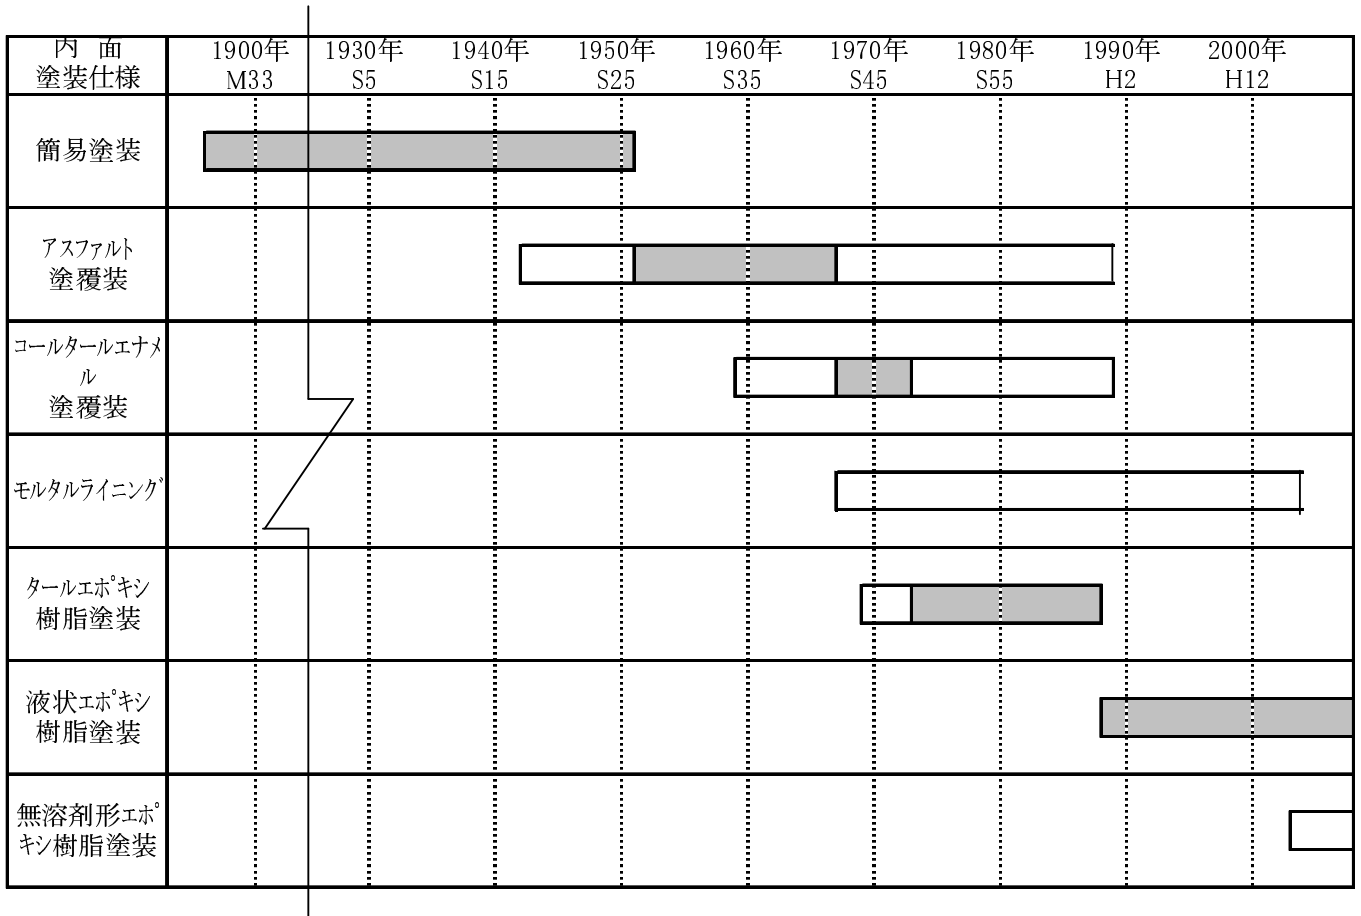 内 面
塗装仕様
1900年
M33
1930年
S5
1940年
S15
1950年
S25
1960年
S35
1970年
S45
1980年
S55
1990年
H2
2000年
H12
簡易塗装
アスファルト
塗覆装
コールタールエナメ
ル
塗覆装
モルタルライニング
タールエポキシ
樹脂塗装
液状エポキシ
樹脂塗装
無溶剤形エポ
キシ樹脂塗装